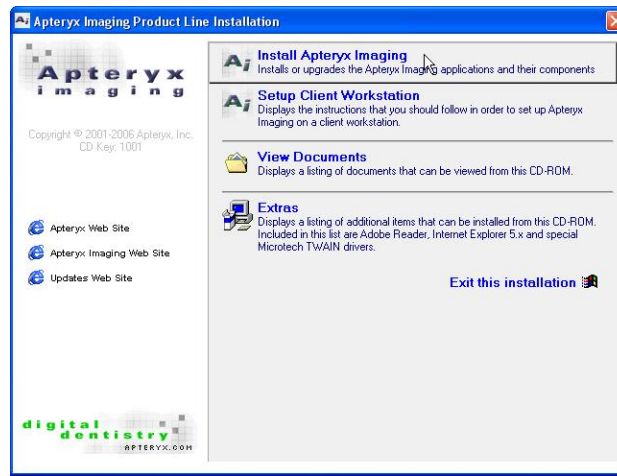 Apteryx Imaging Product Line Installation
Apteryx
imaging
Copyright © 2001-2006 Apteryx, Inc.
CD Key: 1001
Apteryx Web Site
Apteryx Imaging Web Site
Updates Web Site
digital
dentistry
APTERYX.COM
Install Apteryx Imaging
Installs or upgrades the Apteryx Imaging applications and their components
Setup Client Workstation
Displays the instructions that you should follow in order to set up Apteryx
Imaging on a client workstation.
View Documents
Displays a listing of documents that can be viewed from this CD-ROM.
Extras
Displays a listing of additional items that can be installed from this CD-ROM.
Included in this list are Adobe Reader, Internet Explorer 5.x and special
Microtech TWAIN drivers.
Exit this installation